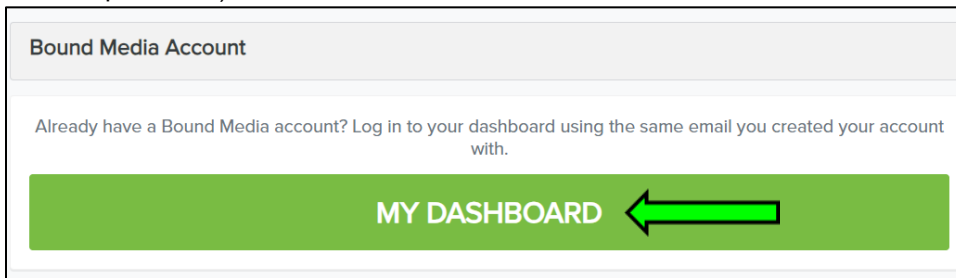 Bound Media Account
Already have a Bound Media account? Log in to your dashboard using the same email you created your account
with.
MY DASHBOARD